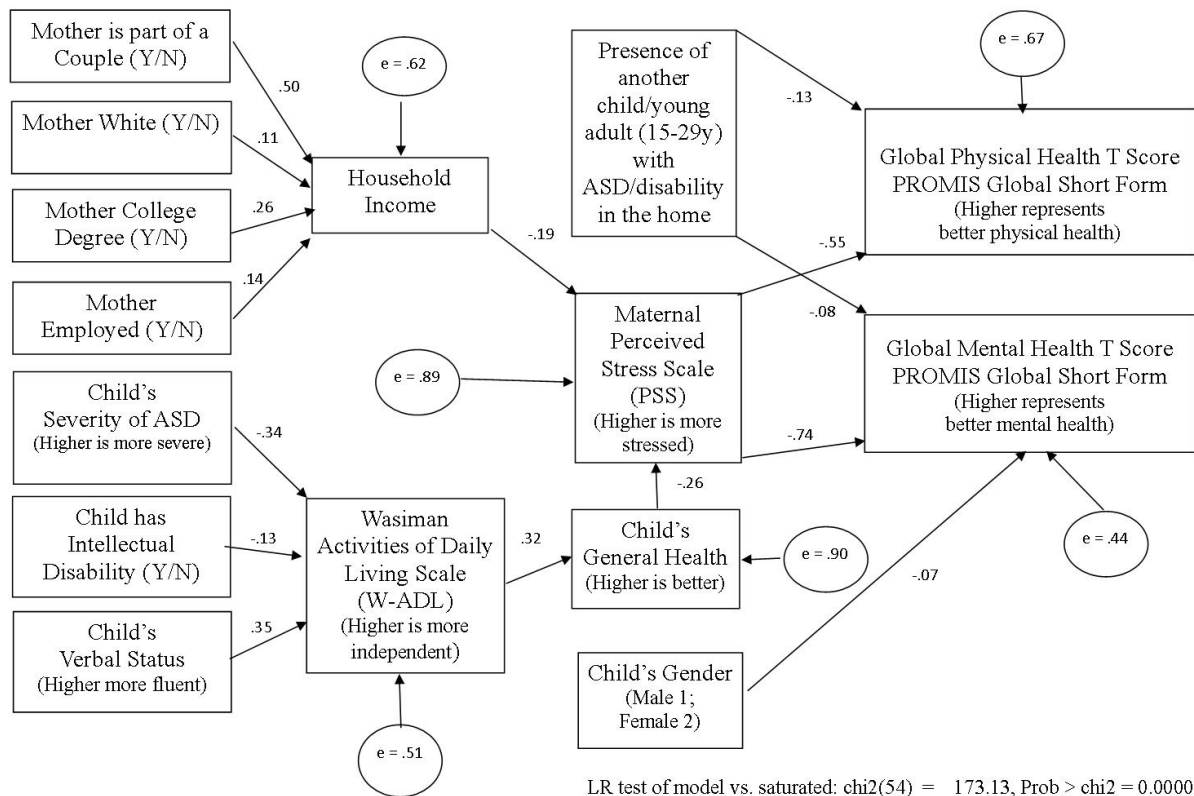 Mother is part of a
Couple (Y/N)
.50
Mother White (Y/N)
.11
Mother College
Degree (Y/N)
.26
Mother
Employed (Y/N)
.14
e = .62
Household
Income
-.19
Child's
Severity of ASD
(Higher is more severe)
-.34
Child has
Intellectual
Disability (Y/N)
-.13
Child's
Verbal Status
(Higher more fluent)
.35
Wasiman
Activities of Daily
Living Scale
(W-ADL)
(Higher is more
independent)
e = .51
.32
Presence of
another
child/young
adult (15-29y)
with
ASD/disability
in the home
-.13
-.08
e = .89
Maternal
Perceived
Stress Scale
(PSS)
(Higher is more
stressed)
-.55
-.74
-.26
Child's
General Health
(Higher is better)
e = .90
Child's Gender
(Male 1;
Female 2)
-.07
e = .67
Global Physical Health T Score
PROMIS Global Short Form
(Higher represents
better physical health)
Global Mental Health T Score
PROMIS Global Short Form
(Higher represents
better mental health)
e = .44
LR test of model vs. saturated: chi2(54) = 173.13, Prob > chi2 = 0.0000